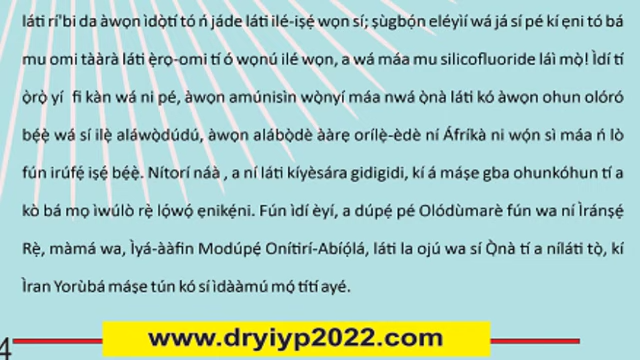 láti rí'bi da àwọn ìdọ̀tí tó ń jáde láti ilé-iṣẹ́ wọn sí; ṣùgbọ́n eléyìí wá já sí pé kí ẹni tó bá
mu omi tààrà láti ẹ̀rọ-omi tí ó wọnú ilé wọn, a wá máa mu silicofluoride láì mọ̀! Ìdí tí
ọ̀rọ̀ yí fi kàn wá ni pé, àwọn amúnisìn wọ̀nyí máa nwá ọ̀nà láti kó àwọn ohun olóró
bẹ́ẹ̀ wá sí ilẹ̀ aláwọ̀dúdú, àwọn alábọ̀dè ààrẹ orílẹ̀-èdè ní Áfríkà ni wọ́n sì máa ń lò
fún irúfẹ́ iṣẹ́ bẹ́ẹ̀. Nítorí náà , a ní láti kíyèsára gidigidi, kí á máṣe gba ohunkóhun tí a
kò bá mọ ìwúlò rẹ̀ lọ́wọ́ ẹnikẹ́ni. Fún ìdí èyí, a dúpẹ́ pé Olódùmarè fún wa ní Ìránṣẹ́
Rẹ̀, màmá wa, Ìyá-ààfin Modúpẹ́ Onítirí-Abíọ́lá, láti la ojú wa sí Ọ̀nà tí a níláti tọ̀, kí
Ìran Yorùbá máṣe tún kó sí ìdààmú mọ́ títí ayé.
4
www.dryiyp2022.com